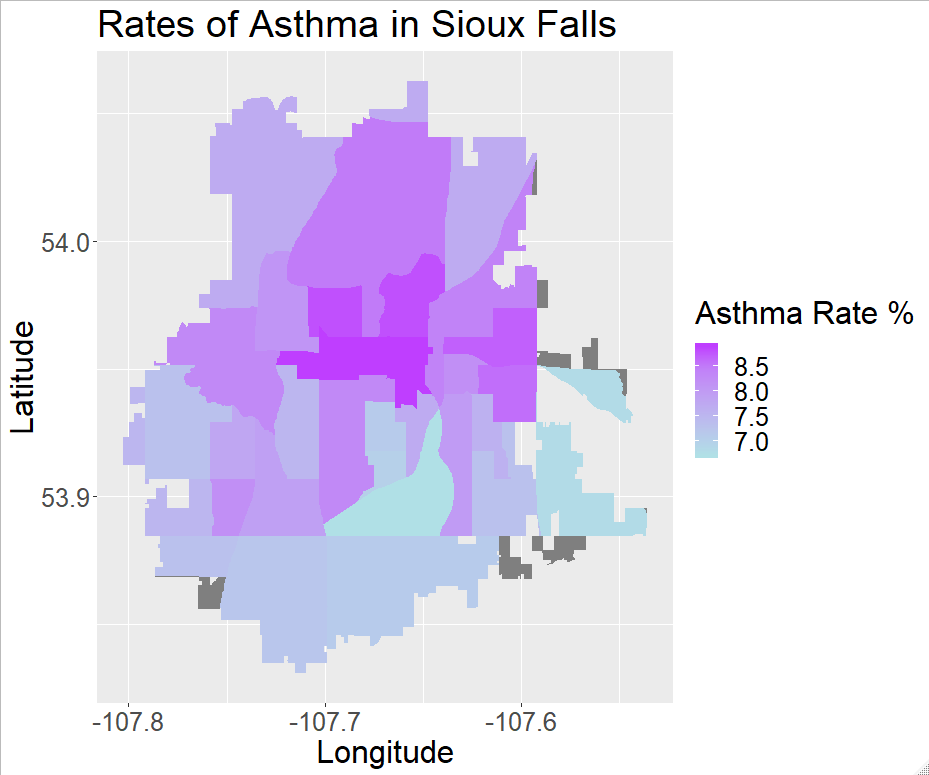 Rates of Asthma in Sioux Falls
54.0
53.9
Latitude
-107.8
-107.7
-107.6
Longitude
Asthma Rate %
8.5
8.0
7.5
7.0